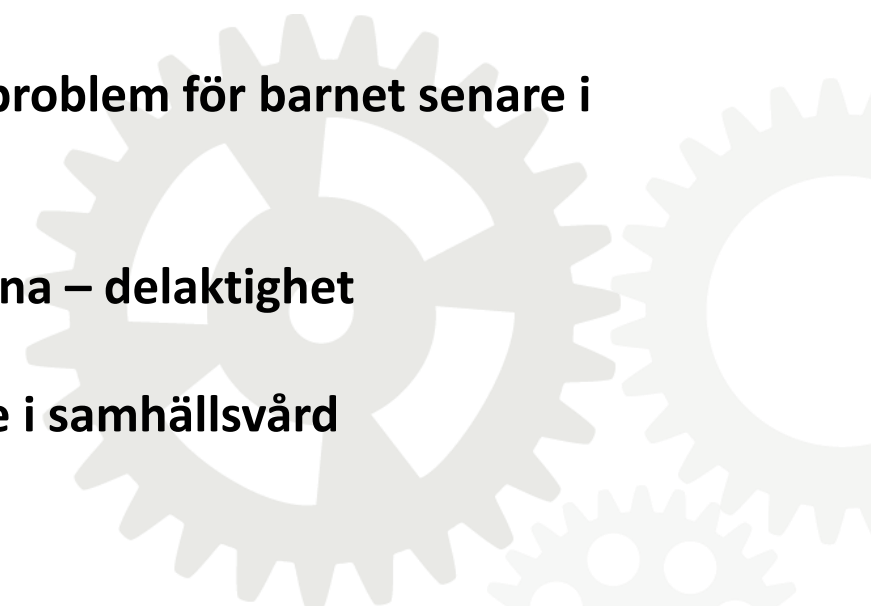 problem för barnet senare i
na – delaktighet
e i samhällsvård